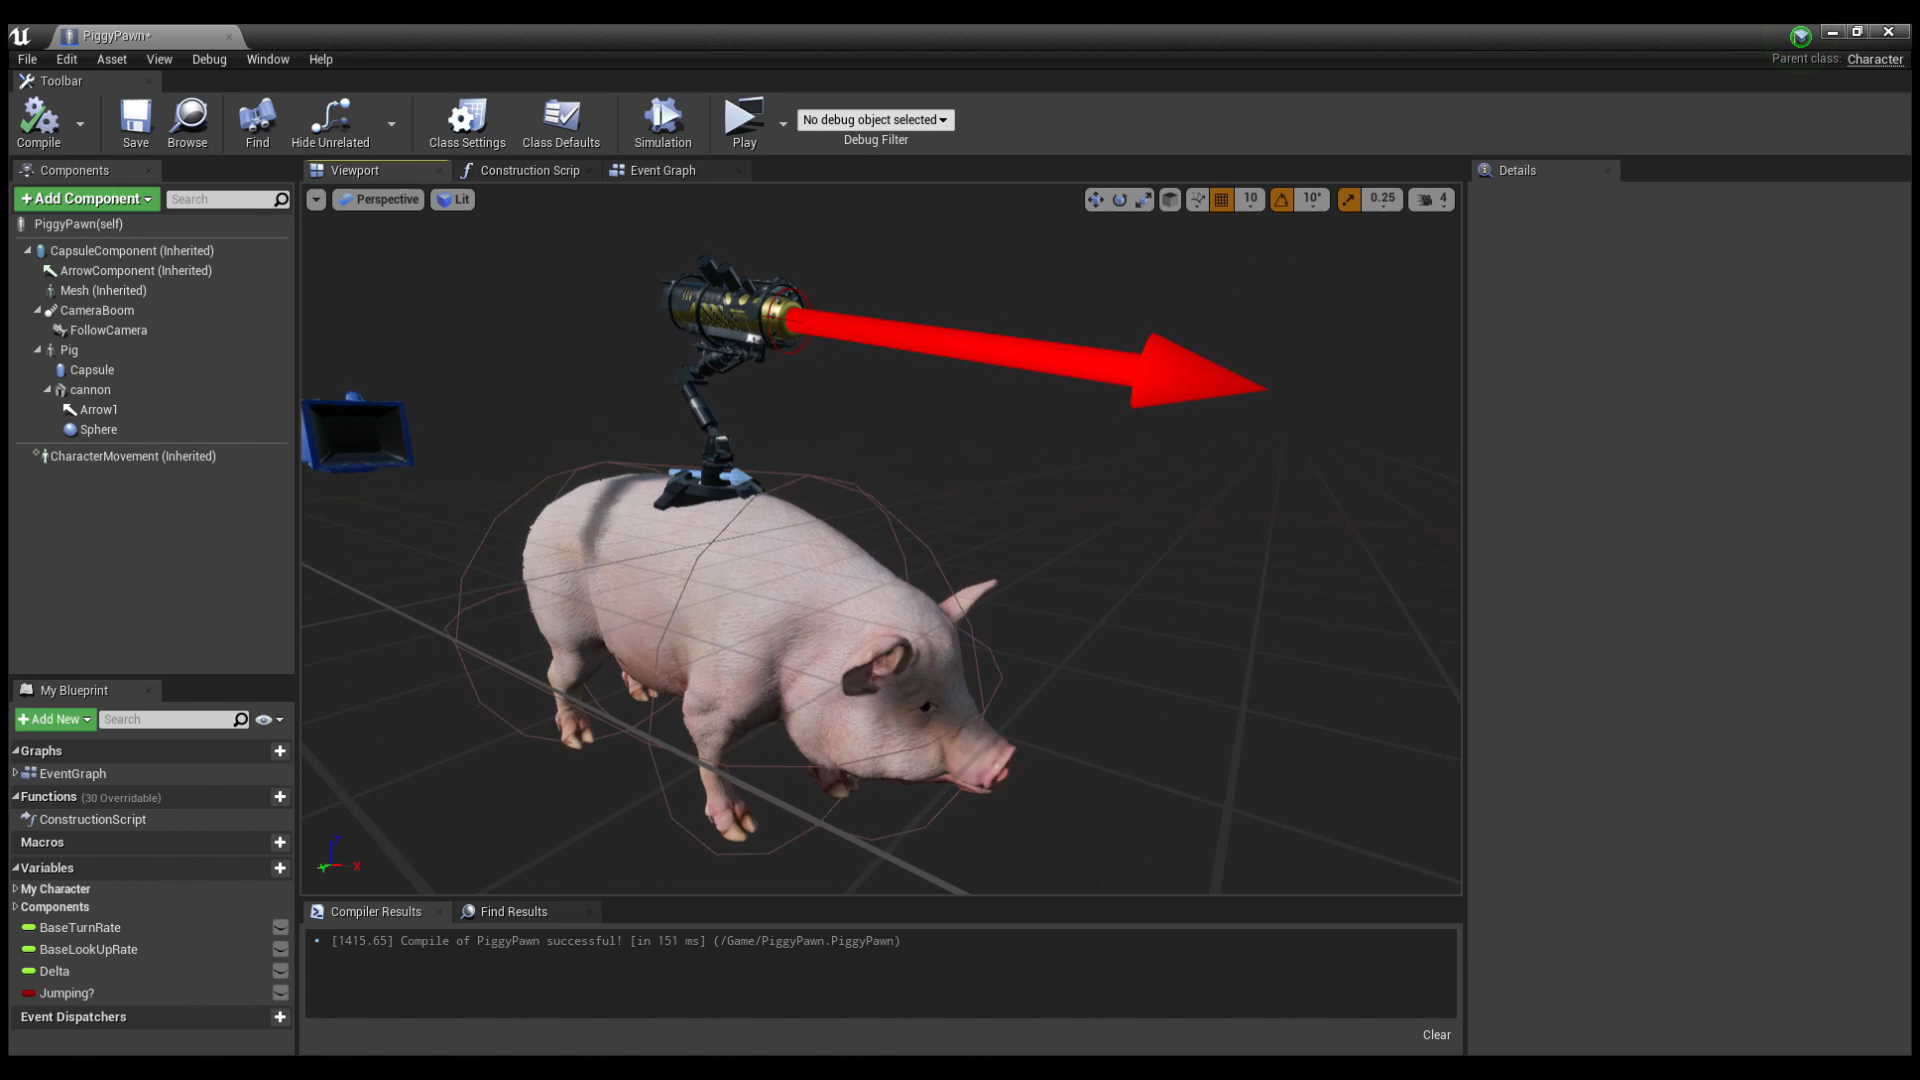 PiggyPawn*
File Edit Asset View Debug Window Help
Parent class: Character
Toolbar
Compile Save Browse Find Hide Unrelated Class Settings Class Defaults Simulation Play
No debug object selected
Debug Filter
Components
+Add Component
Search
PiggyPawn(self)
CapsuleComponent (Inherited)
ArrowComponent (Inherited)
Mesh (Inherited)
CameraBoom
FollowCamera
Pig
Capsule
cannon
Arrow1
Sphere
CharacterMovement (Inherited)
Viewport Construction Scrip Event Graph
Perspective Lit
10 10° 0.25 4
X
Details
My Blueprint
+Add New
Search
Graphs
EventGraph
Functions (30 Overridable)
ConstructionScript
Macros
Variables
My Character
Components
BaseTurnRate
BaseLookUpRate
Delta
Jumping?
Event Dispatchers
Compiler Results Find Results
[1415.65] Compile of PiggyPawn successful! [in 151 ms] (/Game/PiggyPawn.PiggyPawn)
Clear